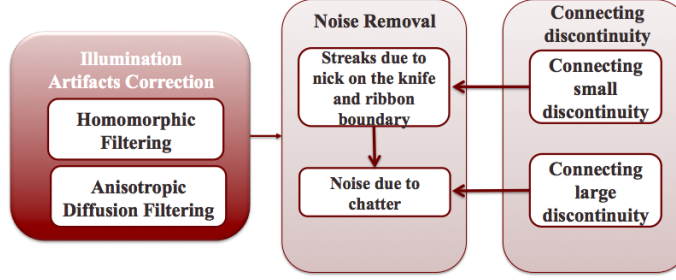 Illumination
Artifacts Correction
Homomorphic
Filtering
Anisotropic
Diffusion Filtering
Noise Removal
Streaks due to
nick on the knife
and ribbon
boundary
Noise due to
chatter
Connecting
discontinuity
Connecting
small
discontinuity
Connecting
large
discontinuity